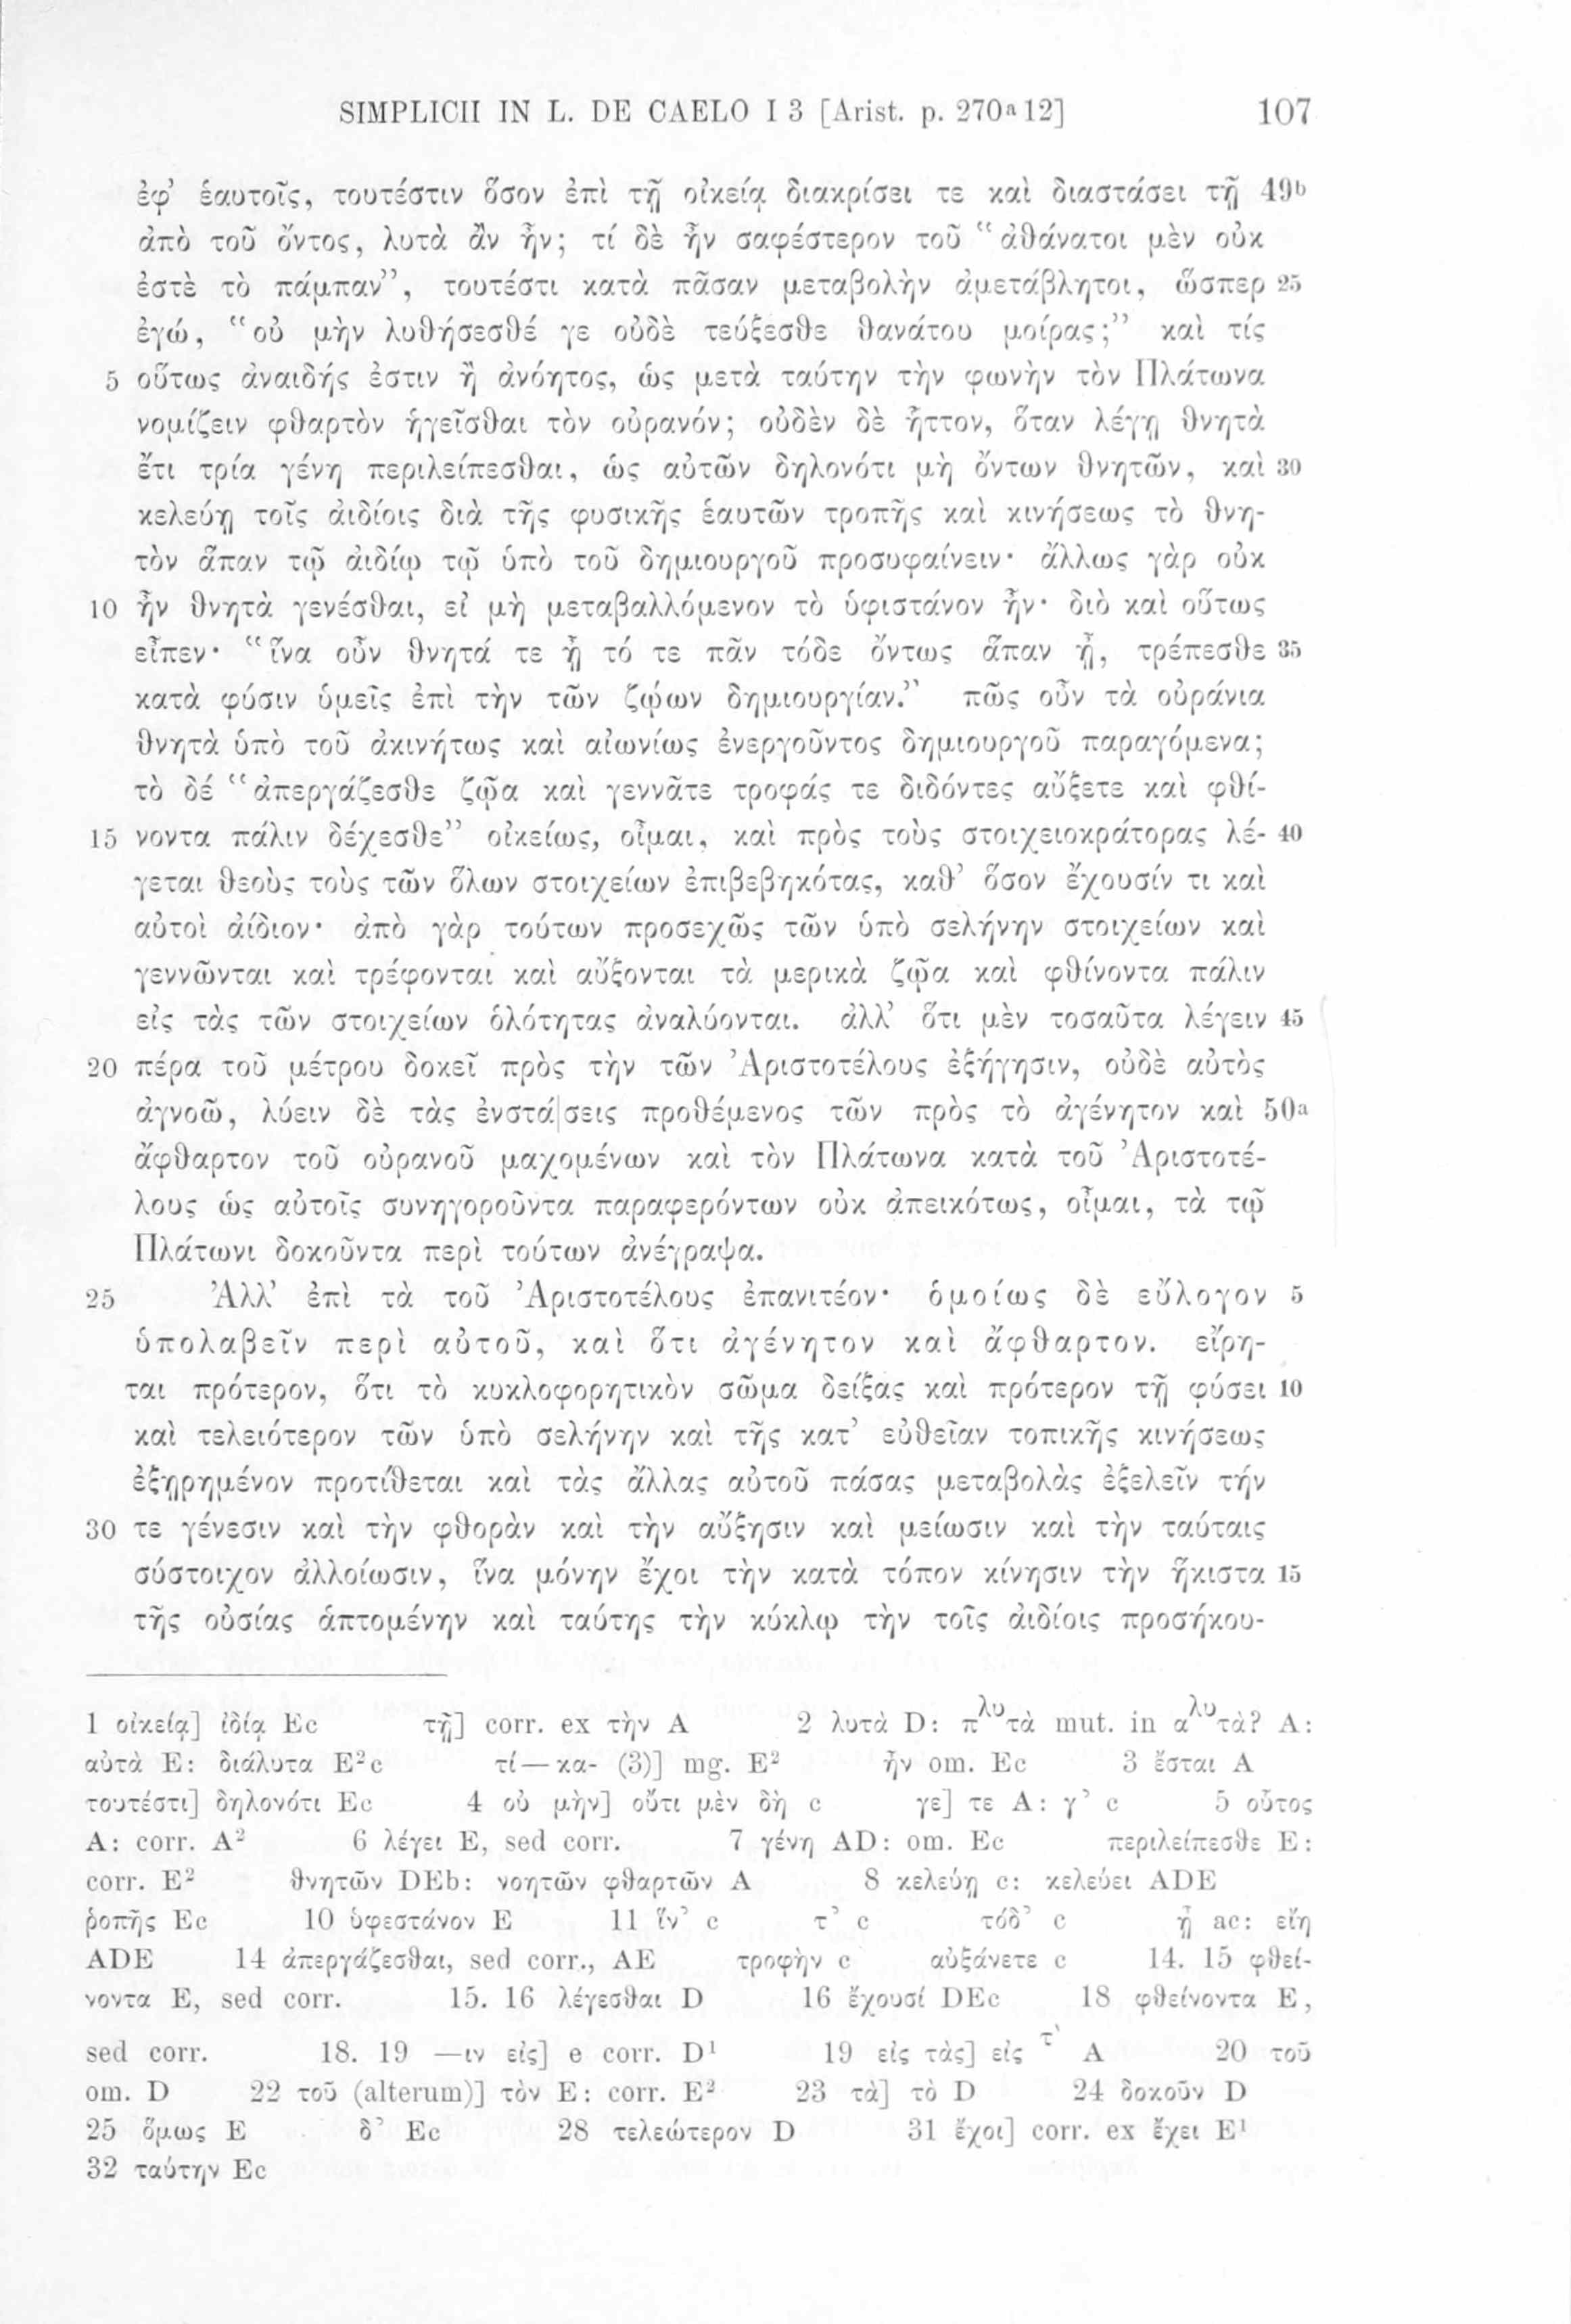 SIMPLICII IN L. DE CAELO I 3 [Arist. p. 270ᵃ12] 107
ἐφ’ ἑαυτοῖς, τουτέστιν ὅσον ἐπὶ τῇ οἰκείᾳ διακρίσει τε καὶ διαστάσει τῇ 49ᵇ
ἀπὸ τοῦ ὄντος, λυτὰ ἂν ἦν; τί δὲ ἦν σαφέστερον τοῦ “ἀθάνατοι μὲν οὐκ
ἐστὲ τὸ πάμπαν”, τουτέστι κατὰ πᾶσαν μεταβολὴν ἀμετάβλητοι, ὥσπερ 25
ἐγώ, “οὐ μὴν λυθήσεσθέ γε οὐδὲ τεύξεσθε θανάτου μοίρας;” καὶ τίς
5 οὕτως ἀναιδής ἐστιν ἢ ἀνόητος, ὡς μετὰ ταύτην τὴν φωνὴν τὸν Πλάτωνα
νομίζειν φθαρτὸν ἡγεῖσθαι τὸν οὐρανόν; οὐδὲν δὲ ἧττον, ὅταν λέγῃ θνητὰ
ἔτι τρία γένη περιλείπεσθαι, ὡς αὐτῶν δηλονότι μὴ ὄντων θνητῶν, καὶ 30
κελεύῃ τοῖς ἀιδίοις διὰ τῆς φυσικῆς ἑαυτῶν τροπῆς καὶ κινήσεως τὸ θνη-
τὸν ἅπαν τῷ ἀιδίῳ τῷ ὑπὸ τοῦ δημιουργοῦ προσυφαίνειν· ἄλλως γὰρ οὐκ
10 ἦν θνητὰ γενέσθαι, εἰ μὴ μεταβαλλόμενον τὸ ὑφιστάνον ἦν· διὸ καὶ οὕτως
εἶπεν· “ἵνα οὖν θνητά τε ᾖ τό τε πᾶν τόδε ὄντως ἅπαν ᾖ, τρέπεσθε 35
κατὰ φύσιν ὑμεῖς ἐπὶ τὴν τῶν ζῴων δημιουργίαν.” πῶς οὖν τὰ οὐράνια
θνητὰ ὑπὸ τοῦ ἀκινήτως καὶ αἰωνίως ἐνεργοῦντος δημιουργοῦ παραγόμενα;
τὸ δέ “ἀπεργάζεσθε ζῷα καὶ γεννᾶτε τροφάς τε διδόντες αὔξετε καὶ φθί-
15 νοντα πάλιν δέχεσθε” οἰκείως, οἶμαι, καὶ πρὸς τοὺς στοιχειοκράτορας λέ- 40
γεται θεοὺς τοὺς τῶν ὅλων στοιχείων ἐπιβεβηκότας, καθ’ ὅσον ἔχουσίν τι καὶ
αὐτοὶ ἀίδιον· ἀπὸ γὰρ τούτων προσεχῶς τῶν ὑπὸ σελήνην στοιχείων καὶ
γεννῶνται καὶ τρέφονται καὶ αὔξονται τὰ μερικὰ ζῷα καὶ φθίνοντα πάλιν
εἰς τὰς τῶν στοιχείων ὁλότητας ἀναλύονται. ἀλλ’ ὅτι μὲν τοσαῦτα λέγειν 45
20 πέρα τοῦ μέτρου δοκεῖ πρὸς τὴν τῶν Ἀριστοτέλους ἐξήγησιν, οὐδὲ αὐτὸς
ἀγνοῶ, λύειν δὲ τὰς ἐνστά|σεις προθέμενος τῶν πρὸς τὸ ἀγένητον καὶ 50ᵃ
ἄφθαρτον τοῦ οὐρανοῦ μαχομένων καὶ τὸν Πλάτωνα κατὰ τοῦ Ἀριστοτέ-
λους ὡς αὐτοῖς συνηγοροῦντα παραφερόντων οὐκ ἀπεικότως, οἶμαι, τὰ τῷ
Πλάτωνι δοκοῦντα περὶ τούτων ἀνέγραψα.
25 Ἀλλ’ ἐπὶ τὰ τοῦ Ἀριστοτέλους ἐπανιτέον· ὁμοίως δὲ εὔλογον 5
ὑπολαβεῖν περὶ αὐτοῦ, καὶ ὅτι ἀγένητον καὶ ἄφθαρτον. εἴρη-
ται πρότερον, ὅτι τὸ κυκλοφορητικὸν σῶμα δείξας καὶ πρότερον τῇ φύσει 10
καὶ τελειότερον τῶν ὑπὸ σελήνην καὶ τῆς κατ’ εὐθεῖαν τοπικῆς κινήσεως
ἐξῃρημένον προτίθεται καὶ τὰς ἄλλας αὐτοῦ πάσας μεταβολὰς ἐξελεῖν τήν
30 τε γένεσιν καὶ τὴν φθορὰν καὶ τὴν αὔξησιν καὶ μείωσιν καὶ τὴν ταύταις
σύστοιχον ἀλλοίωσιν, ἵνα μόνην ἔχοι τὴν κατὰ τόπον κίνησιν τὴν ἥκιστα 15
τῆς οὐσίας ἁπτομένην καὶ ταύτης τὴν κύκλῳ τὴν τοῖς ἀιδίοις προσήκου-
1 οἰκείᾳ] ἰδίᾳ Ec τῇ] corr. ex τὴν A 2 λυτὰ D: πλυτὰ mut. in αλυτὰ? A:
αὐτὰ E: διάλυτα E²c τί—κα- (3)] mg. E² ἦν om. Ec 3 ἔσται A
τουτέστι] δηλονότι Ec 4 οὐ μὴν] οὔτι μὲν δὴ c γε] τε A: γ’ c 5 οὗτος
A: corr. A² 6 λέγει E, sed corr. 7 γένη AD: om. Ec περιλείπεσθε E:
corr. E² θνητῶν DEb: νοητῶν φθαρτῶν A 8 κελεύῃ c: κελεύει ADE
ῥοπῆς Ec 10 ὑφεστάνον E 11 ἵν’ c τ’ c τόδ’ c ᾖ ac: εἴη
ADE 14 ἀπεργάζεσθαι, sed corr., AE τροφὴν c αὐξάνετε c 14. 15 φθεί-
νοντα E, sed corr. 15. 16 λέγεσθαι D 16 ἔχουσί DEc 18 φθείνοντα E,
sed corr. 18. 19 —ιν εἰς] e corr. D¹ 19 εἰς τὰς] εἰς τ` A 20 τοῦ
om. D 22 τοῦ (alterum)] τὸν E: corr. E² 23 τὰ] τὸ D 24 δοκοῦν D
25 ὅμως E δ’ Ec 28 τελεώτερον D 31 ἔχοι] corr. ex ἔχει E¹
32 ταύτην Ec